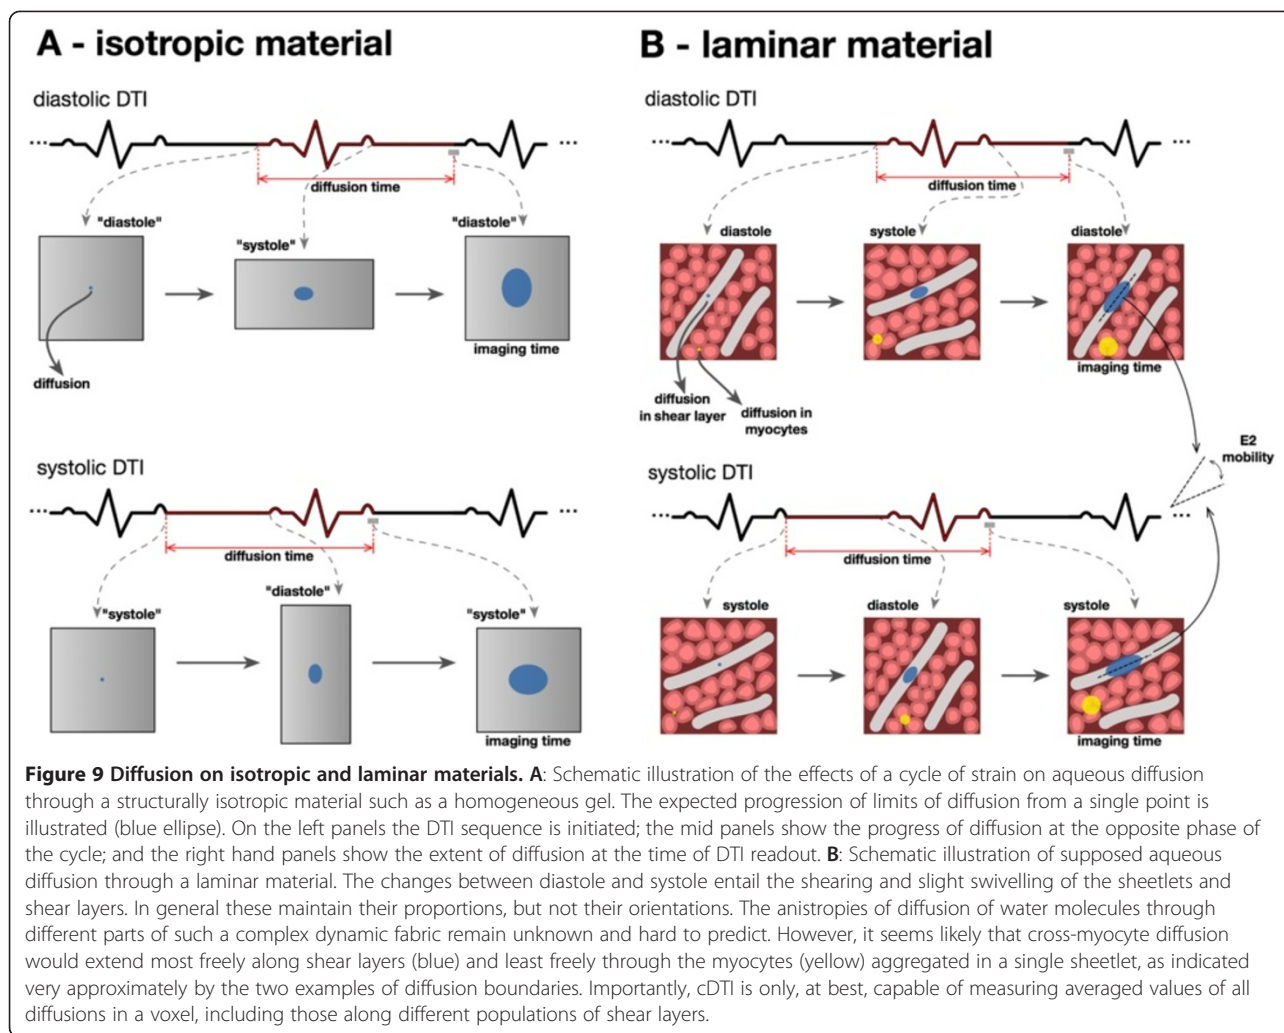 A - isotropic material
diastolic DTI
...
...
diffusion time
"diastole"
"systole"
"diastole"
imaging time
diffusion
systolic DTI
...
...
diffusion time
"systole"
"diastole"
"systole"
imaging time
B - laminar material
diastolic DTI
...
...
diffusion time
diastole
systole
diastole
imaging time
diffusion
in shear layer
diffusion in
myocytes
E2
mobility
systolic DTI
...
...
diffusion time
systole
diastole
systole
imaging time
Figure 9 Diffusion on isotropic and laminar materials. A: Schematic illustration of the effects of a cycle of strain on aqueous diffusion
through a structurally isotropic material such as a homogeneous gel. The expected progression of limits of diffusion from a single point is
illustrated (blue ellipse). On the left panels the DTI sequence is initiated; the mid panels show the progress of diffusion at the opposite phase of
the cycle; and the right hand panels show the extent of diffusion at the time of DTI readout. B: Schematic illustration of supposed aqueous
diffusion through a laminar material. The changes between diastole and systole entail the shearing and slight swivelling of the sheetlets and
shear layers. In general these maintain their proportions, but not their orientations. The anistropies of diffusion of water molecules through
different parts of such a complex dynamic fabric remain unknown and hard to predict. However, it seems likely that cross-myocyte diffusion
would extend most freely along shear layers (blue) and least freely through the myocytes (yellow) aggregated in a single sheetlet, as indicated
very approximately by the two examples of diffusion boundaries. Importantly, cDTI is only, at best, capable of measuring averaged values of all
diffusions in a voxel, including those along different populations of shear layers.